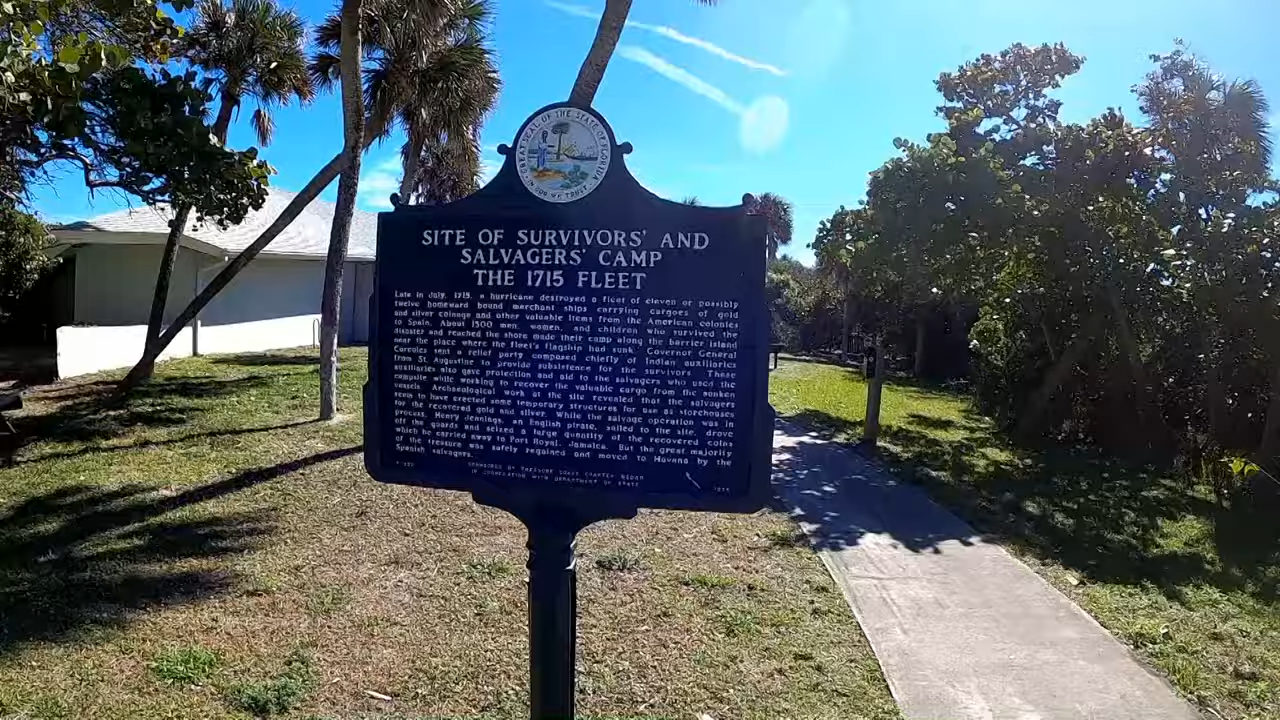 GREAT SEAL OF THE STATE OF FLORIDA
IN GOD WE TRUST
SITE OF SURVIVORS' AND
SALVAGERS' CAMP
THE 1715 FLEET
Late in July, 1715, a hurricane destroyed a fleet of eleven or possibly
twelve homeward bound merchant ships carrying cargoes of gold
and silver coinage and other valuable items from the American colonies
to Spain. About 1500 men, women, and children who survived the
disaster and reached the shore made their camp along the barrier island
near the place where the fleet's flagship had sunk. Governor General
Corcoles sent a relief party composed chiefly of Indian auxiliaries
from St. Augustine to provide subsistence for the survivors. These
auxiliaries also gave protection and aid to the salvagers who used the
campsite while working to recover the valuable cargo from the sunken
vessels. Archaeological work at the site revealed that the salvagers
seem to have erected some temporary structures for use as storehouses
for the recovered gold and silver. While the salvage operation was in
process, Henry Jennings, an English pirate, sailed to the site, drove
off the guards and seized a large quantity of the recovered coins
which he carried away to Port Royal, Jamaica. But the great majority
of the treasure was safely regained and moved to Havana by the
Spanish salvagers.
SPONSORED BY TREASURE COAST CHAPTER NSDAR
IN COOPERATION WITH DEPARTMENT OF STATE